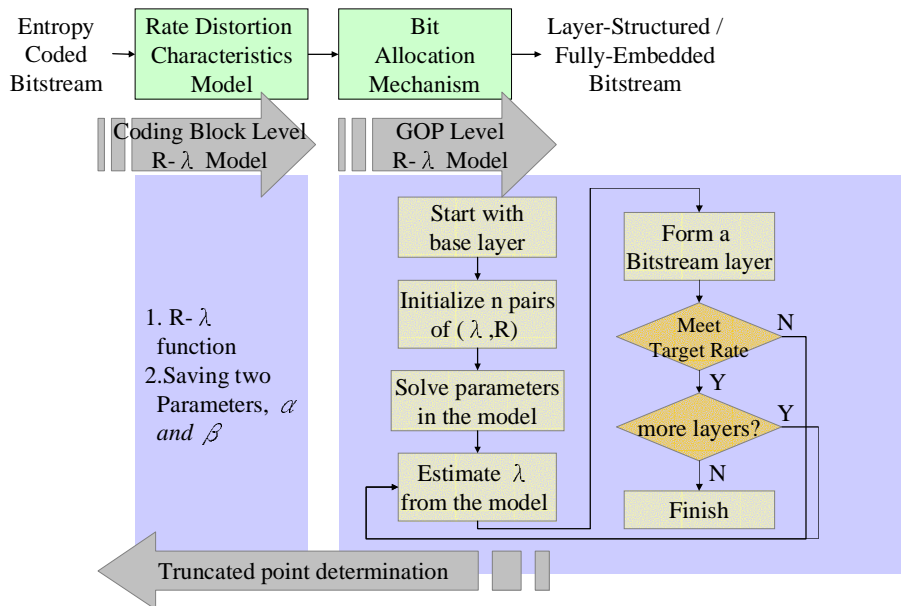 Entropy
Coded
Bitstream
Rate Distortion
Characteristics
Model
Bit
Allocation
Mechanism
Layer-Structured /
Fully-Embedded
Bitstream
Coding Block Level
R- λ Model
GOP Level
R- λ Model
1. R- λ
function
2.Saving two
Parameters, α
and β
Start with
base layer
Initialize n pairs
of ( λ ,R)
Solve parameters
in the model
Estimate λ
from the model
Form a
Bitstream layer
Meet
Target Rate
N
Y
more layers?
Y
N
Finish
Truncated point determination